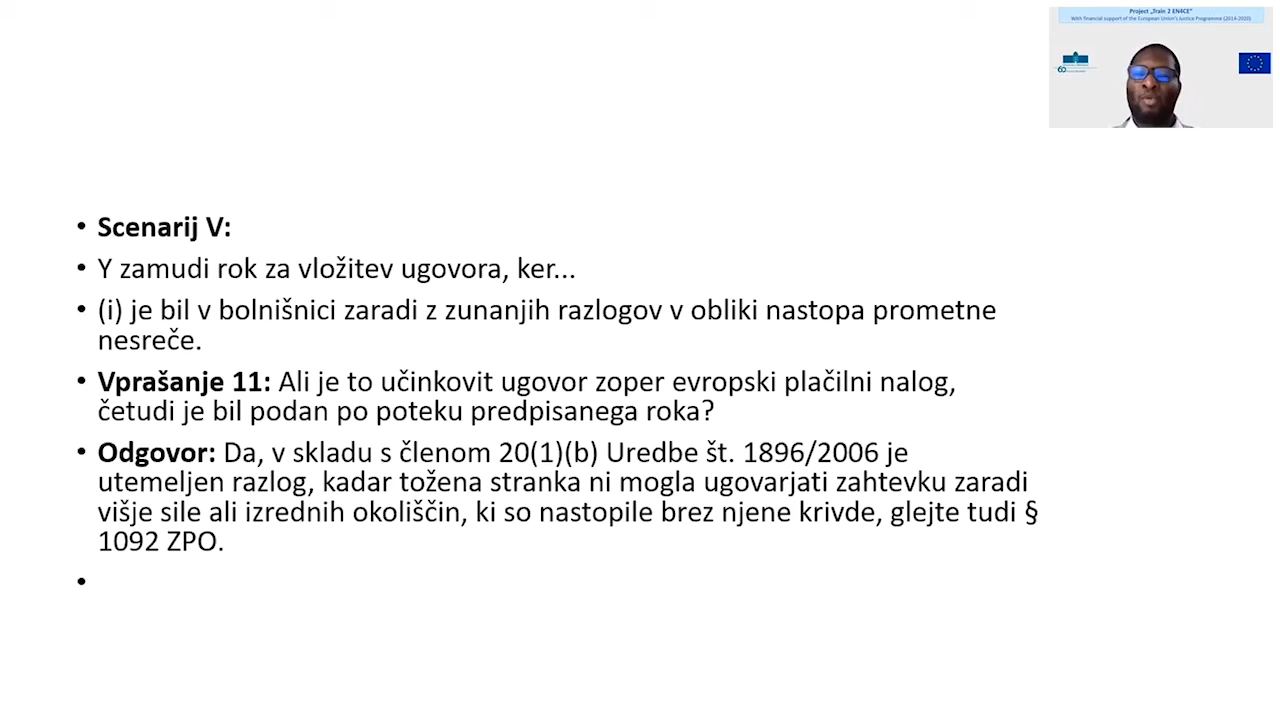 Project „Train 2 EN4CE"
With financial support of the European Union's Justice Programme (2014-2020)
60
• Scenarij V:
• Y zamudi rok za vložitev ugovora, ker...
• (i) je bil v bolnišnici zaradi z zunanjih razlogov v obliki nastopa prometne
nesreče.
• Vprašanje 11: Ali je to učinkovit ugovor zoper evropski plačilni nalog,
četudi je bil podan po poteku predpisanega roka?
• Odgovor: Da, v skladu s členom 20(1)(b) Uredbe št. 1896/2006 je
utemeljen razlog, kadar tožena stranka ni mogla ugovarjati zahtevku zaradi
višje sile ali izrednih okoliščin, ki so nastopile brez njene krivde, glejte tudi §
1092 ZPO.
•